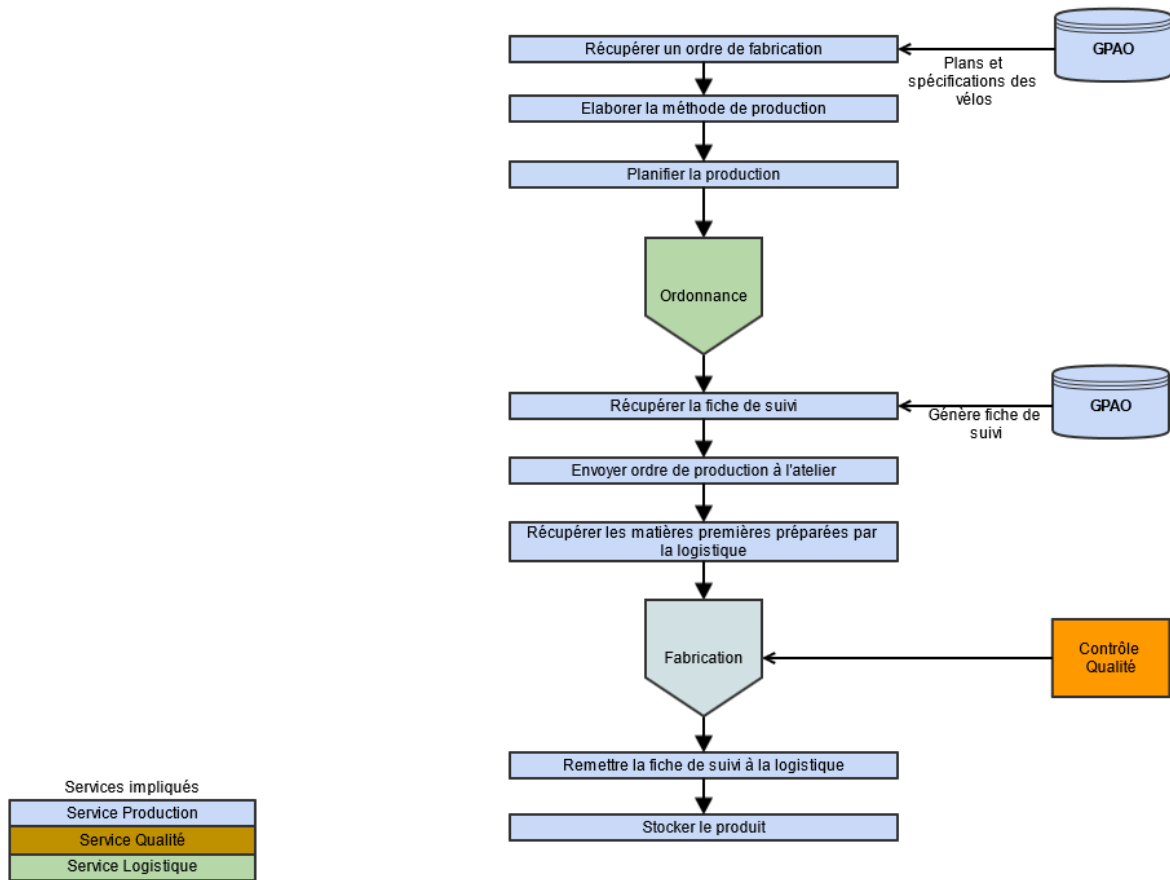 Récupérer un ordre de fabrication
GPAO
Plans et
spécifications des
vélos
Elaborer la méthode de production
Planifier la production
Ordonnance
Récupérer la fiche de suivi
GPAO
Génère fiche de
suivi
Envoyer ordre de production à l'atelier
Récupérer les matières premières préparées par
la logistique
Fabrication
Contrôle
Qualité
Remettre la fiche de suivi à la logistique
Stocker le produit
Services impliqués
Service Production
Service Qualité
Service Logistique